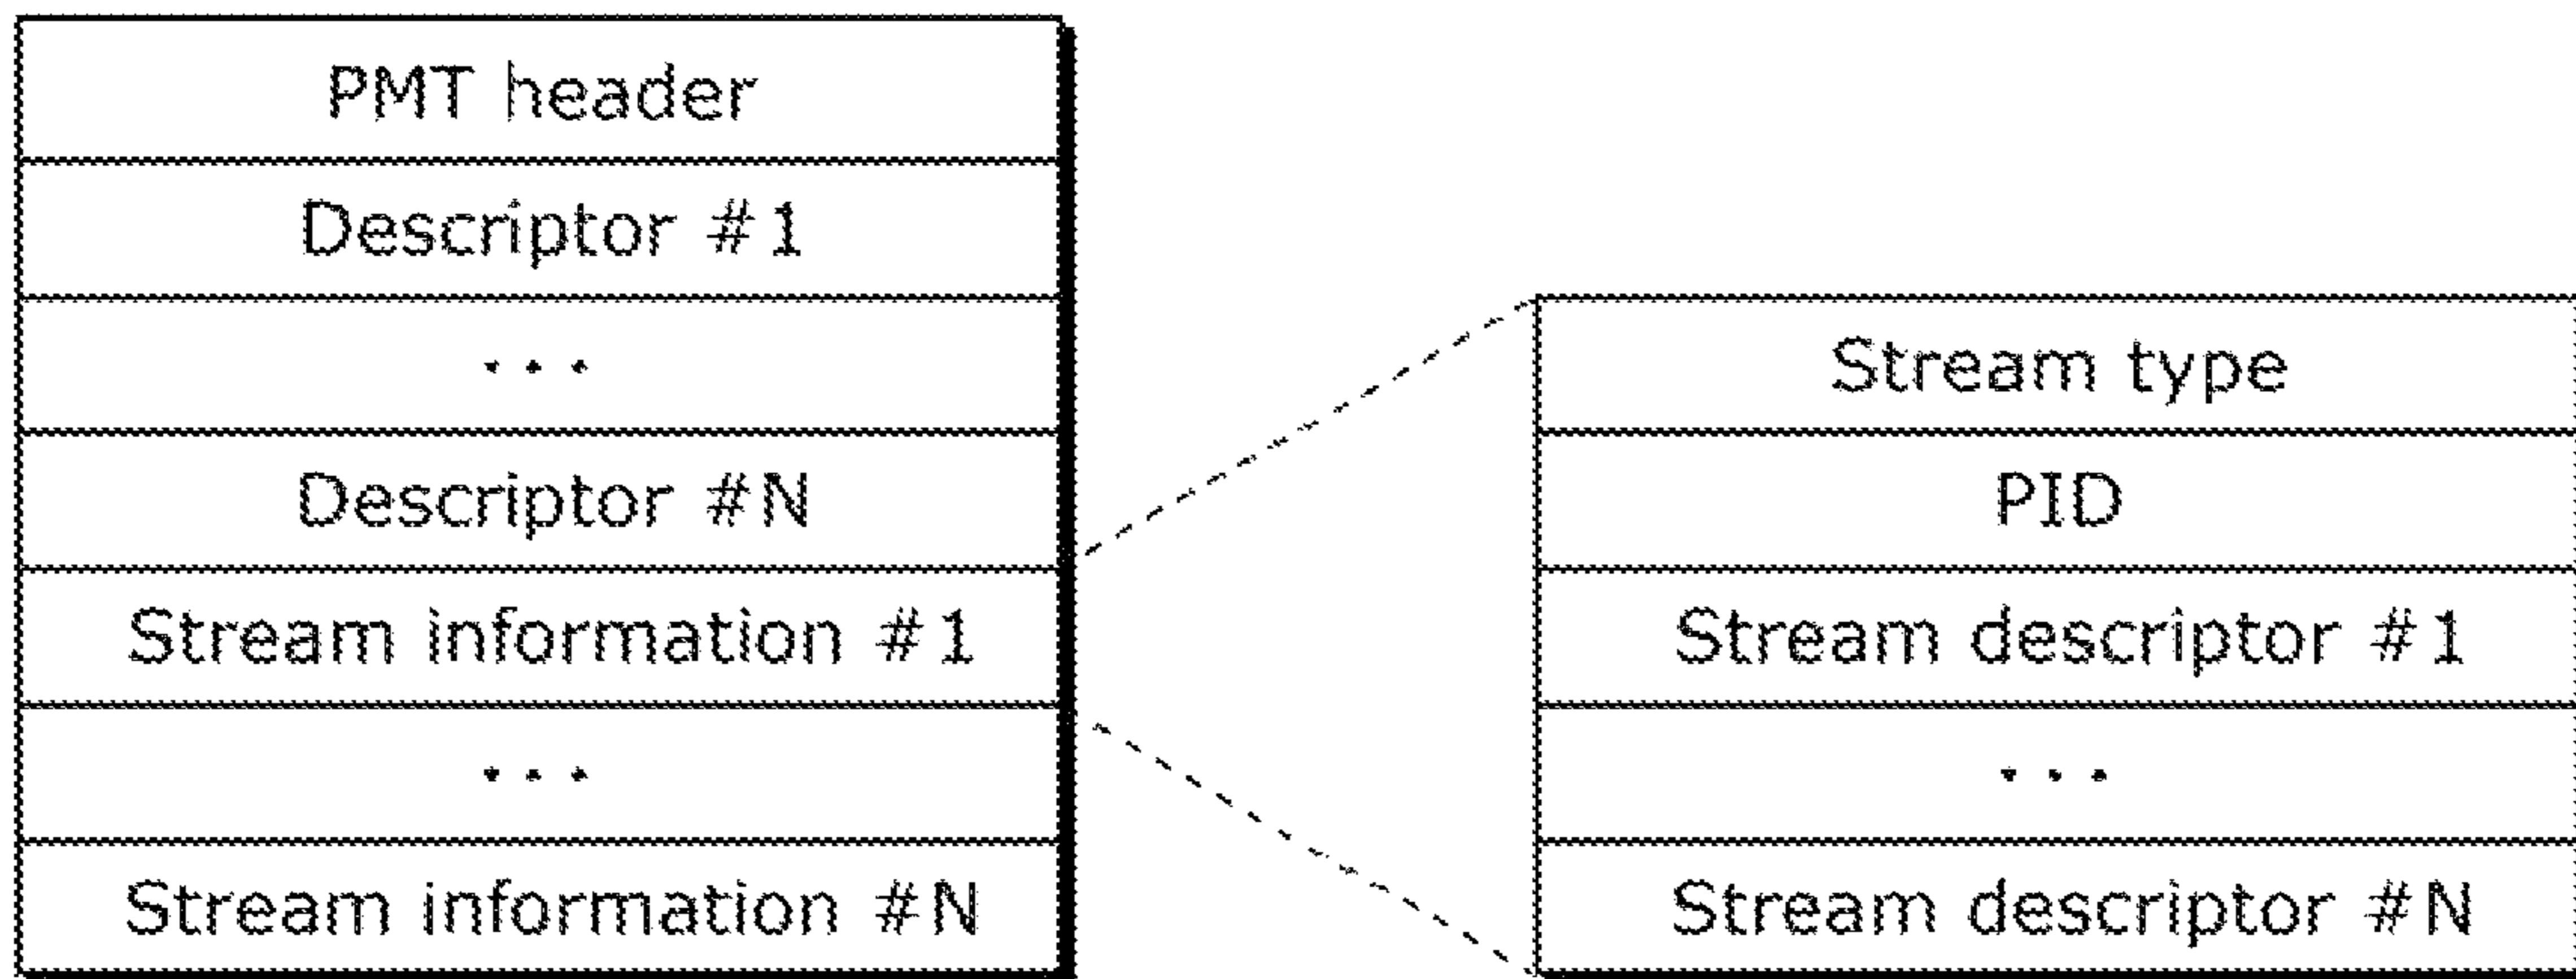 PMT header
Descriptor #1
...
Descriptor #N
Stream information #1
...
Stream information #N
Stream type
PID
Stream descriptor #1
...
Stream descriptor #N